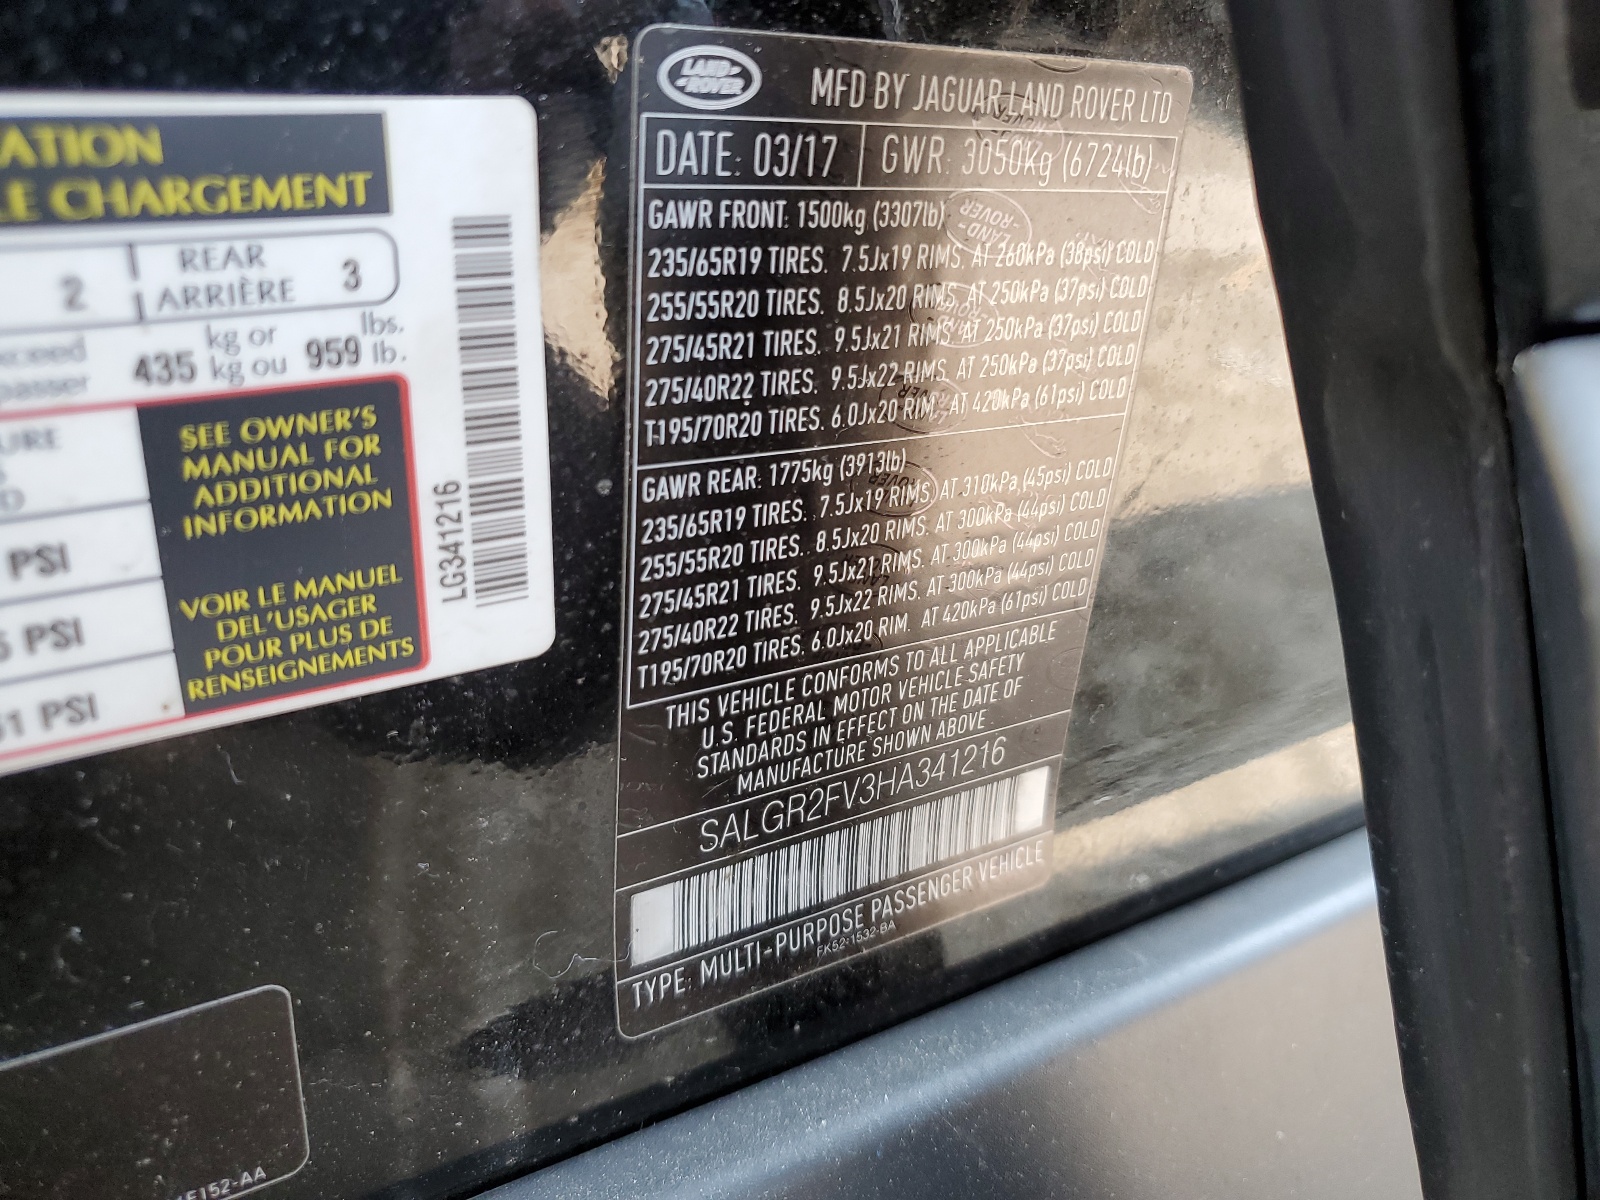 ATION
LE CHARGEMENT
2 REAR ARRIÈRE 3
435 kg or kg ou 959 lbs. lb.
passer
SEE OWNER'S
MANUAL FOR
ADDITIONAL
INFORMATION
VOIR LE MANUEL
DEL'USAGER
POUR PLUS DE
RENSEIGNEMENTS
PSI
PSI
PSI
LG341216
LAND-
-ROVER
MFD BY JAGUAR LAND ROVER LTD
DATE: 03/17 GWR: 3050Kg (6724lb)
GAWR FRONT: 1500kg (3307lb)
235/65R19 TIRES. 7.5Jx19 RIMS. AT 260kPa (38psi) COLD
255/55R20 TIRES. 8.5Jx20 RIMS. AT 250kPa (37psi) COLD
275/45R21 TIRES. 9.5Jx21 RIMS. AT 250kPa (37psi) COLD
275/40R22 TIRES. 9.5Jx22 RIMS. AT 250kPa (37psi) COLD
T195/70R20 TIRES. 6.0Jx20 RIM. AT 420kPa (61psi) COLD
GAWR REAR: 1775kg (3913lb)
235/65R19 TIRES. 7.5Jx19 RIMS. AT 310kPa (45psi) COLD
255/55R20 TIRES. 8.5Jx20 RIMS. AT 300kPa (44psi) COLD
275/45R21 TIRES. 9.5Jx21 RIMS. AT 300kPa (44psi) COLD
275/40R22 TIRES. 9.5Jx22 RIMS. AT 300kPa (44psi) COLD
T195/70R20 TIRES. 6.0Jx20 RIM. AT 420kPa (61psi) COLD
THIS VEHICLE CONFORMS TO ALL APPLICABLE
U.S. FEDERAL MOTOR VEHICLE SAFETY
STANDARDS IN EFFECT ON THE DATE OF
MANUFACTURE SHOWN ABOVE
SALGR2FV3HA341216
TYPE: MULTI-PURPOSE PASSENGER VEHICLE
FK52-1532-BA